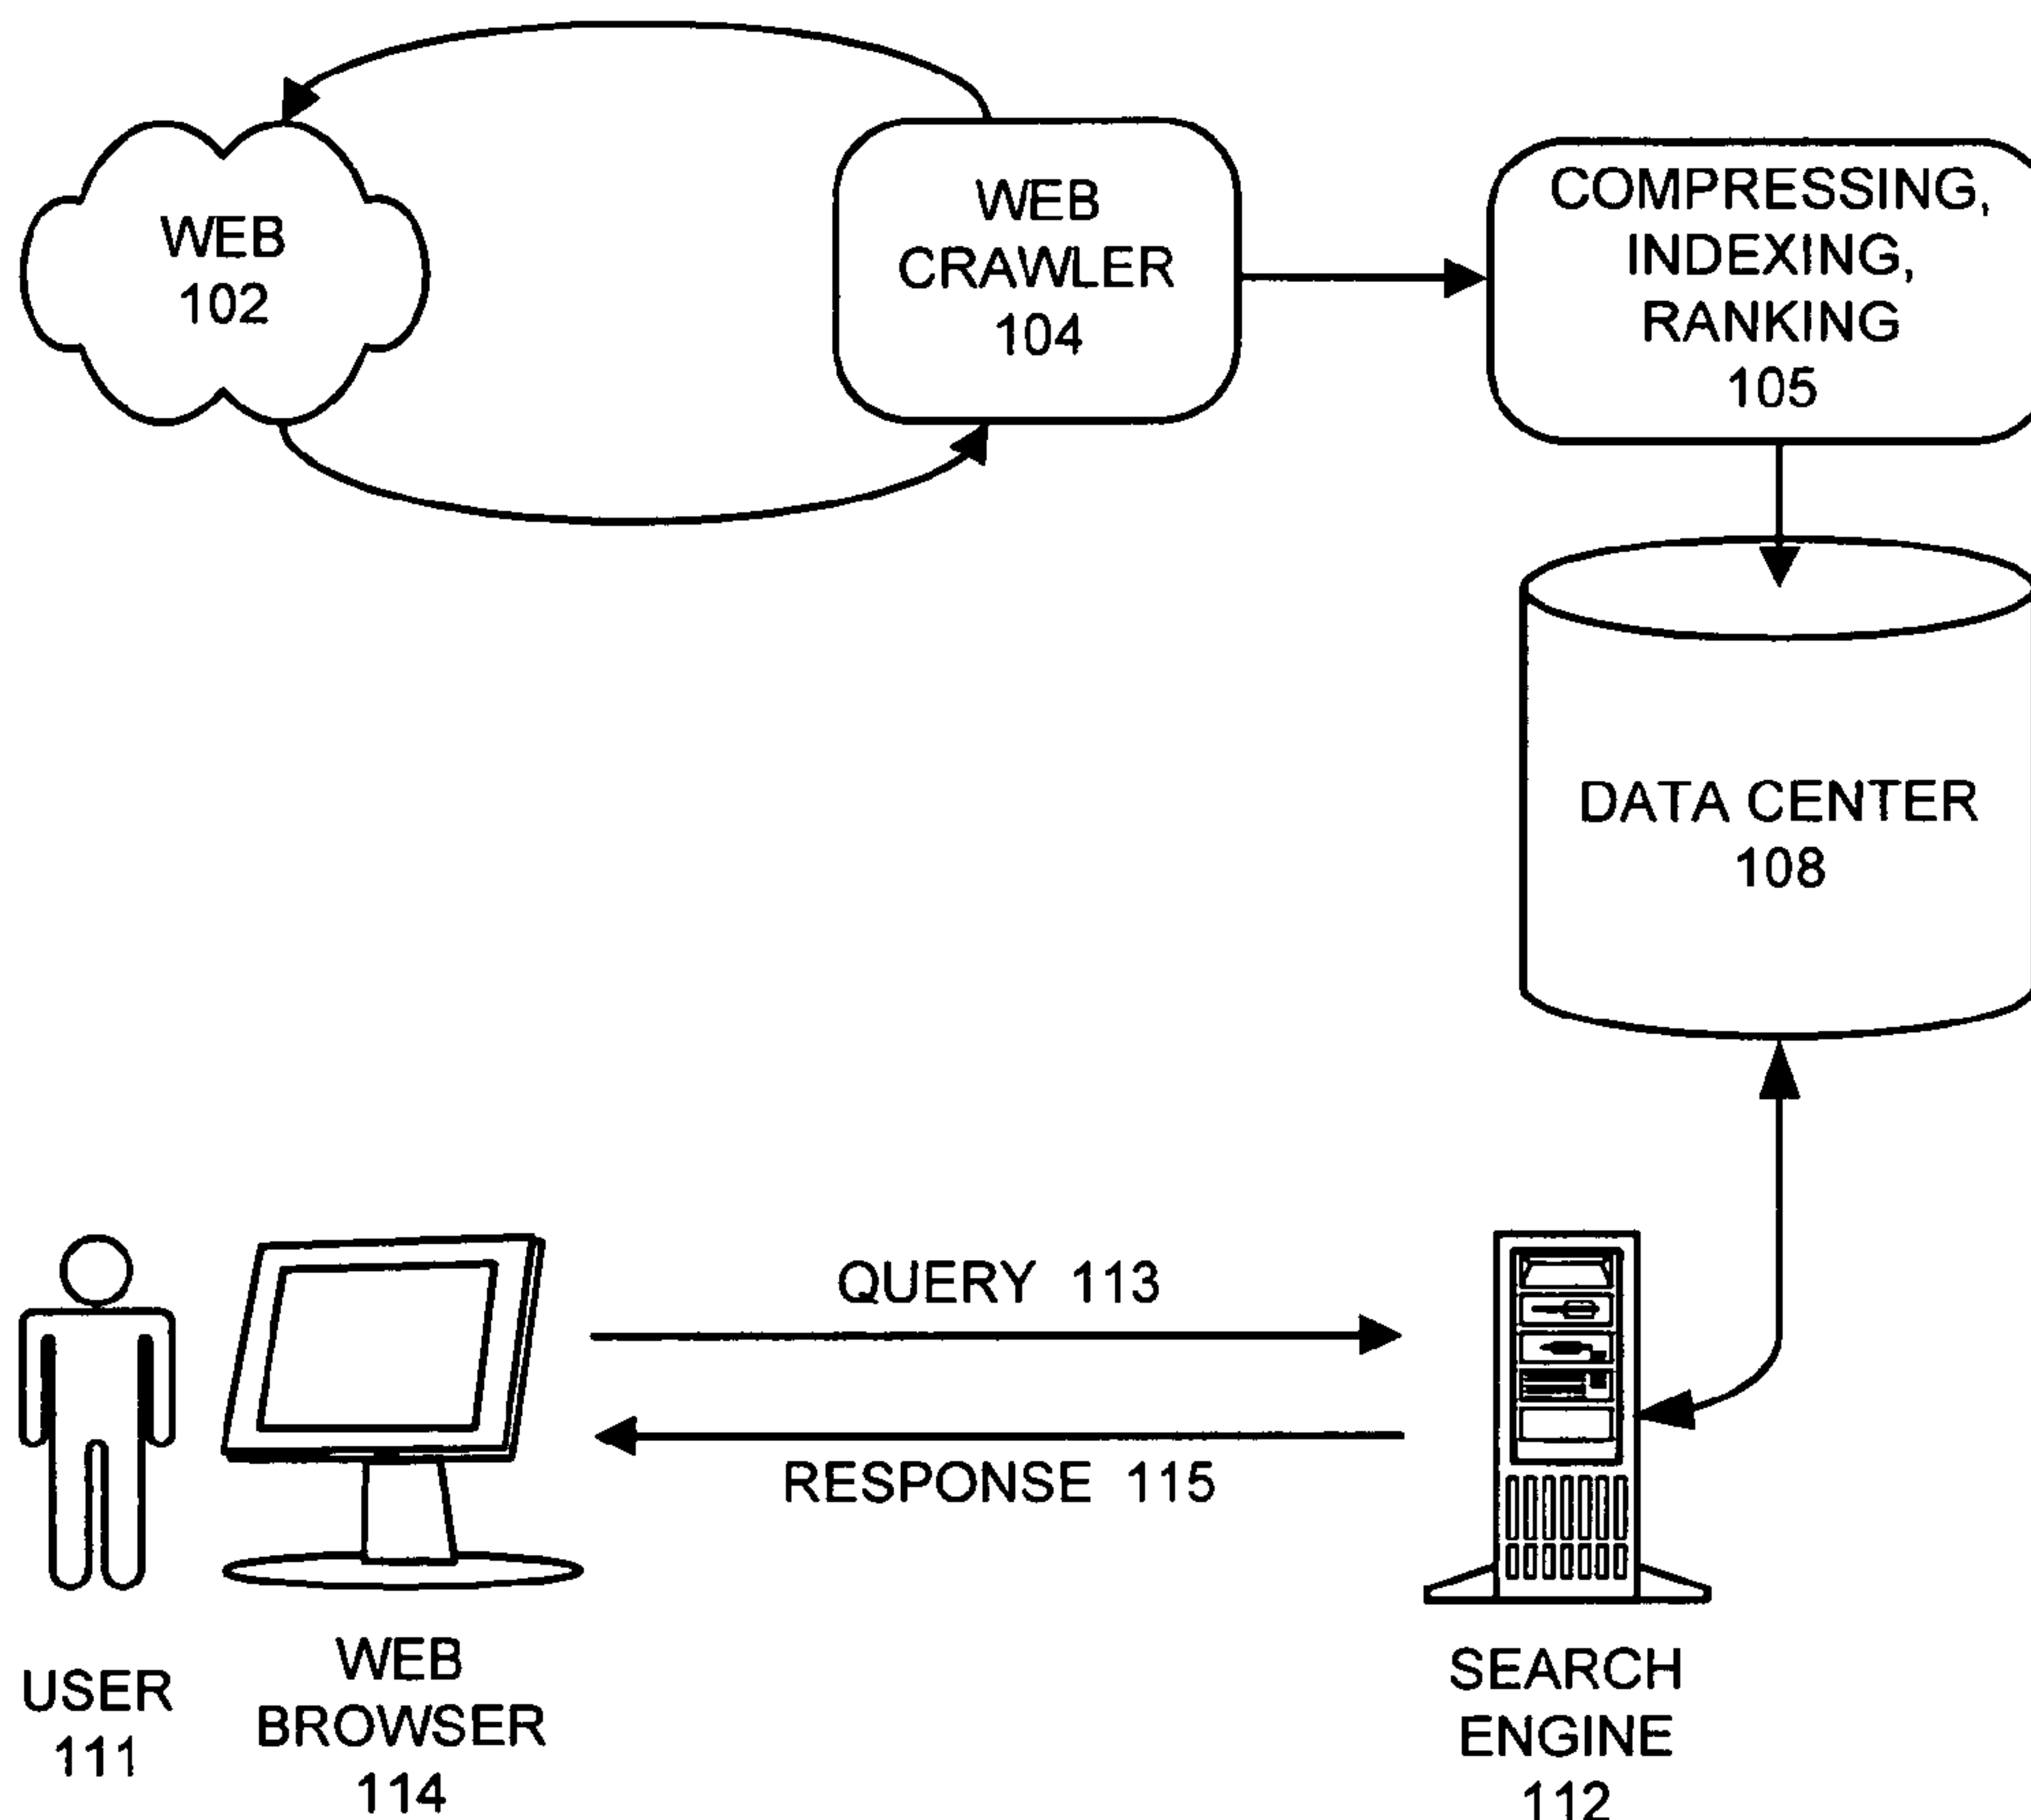 WEB
102
WEB
CRAWLER
104
COMPRESSING,
INDEXING,
RANKING
105
DATA CENTER
108
QUERY 113
RESPONSE 115
USER
111
WEB
BROWSER
114
SEARCH
ENGINE
112